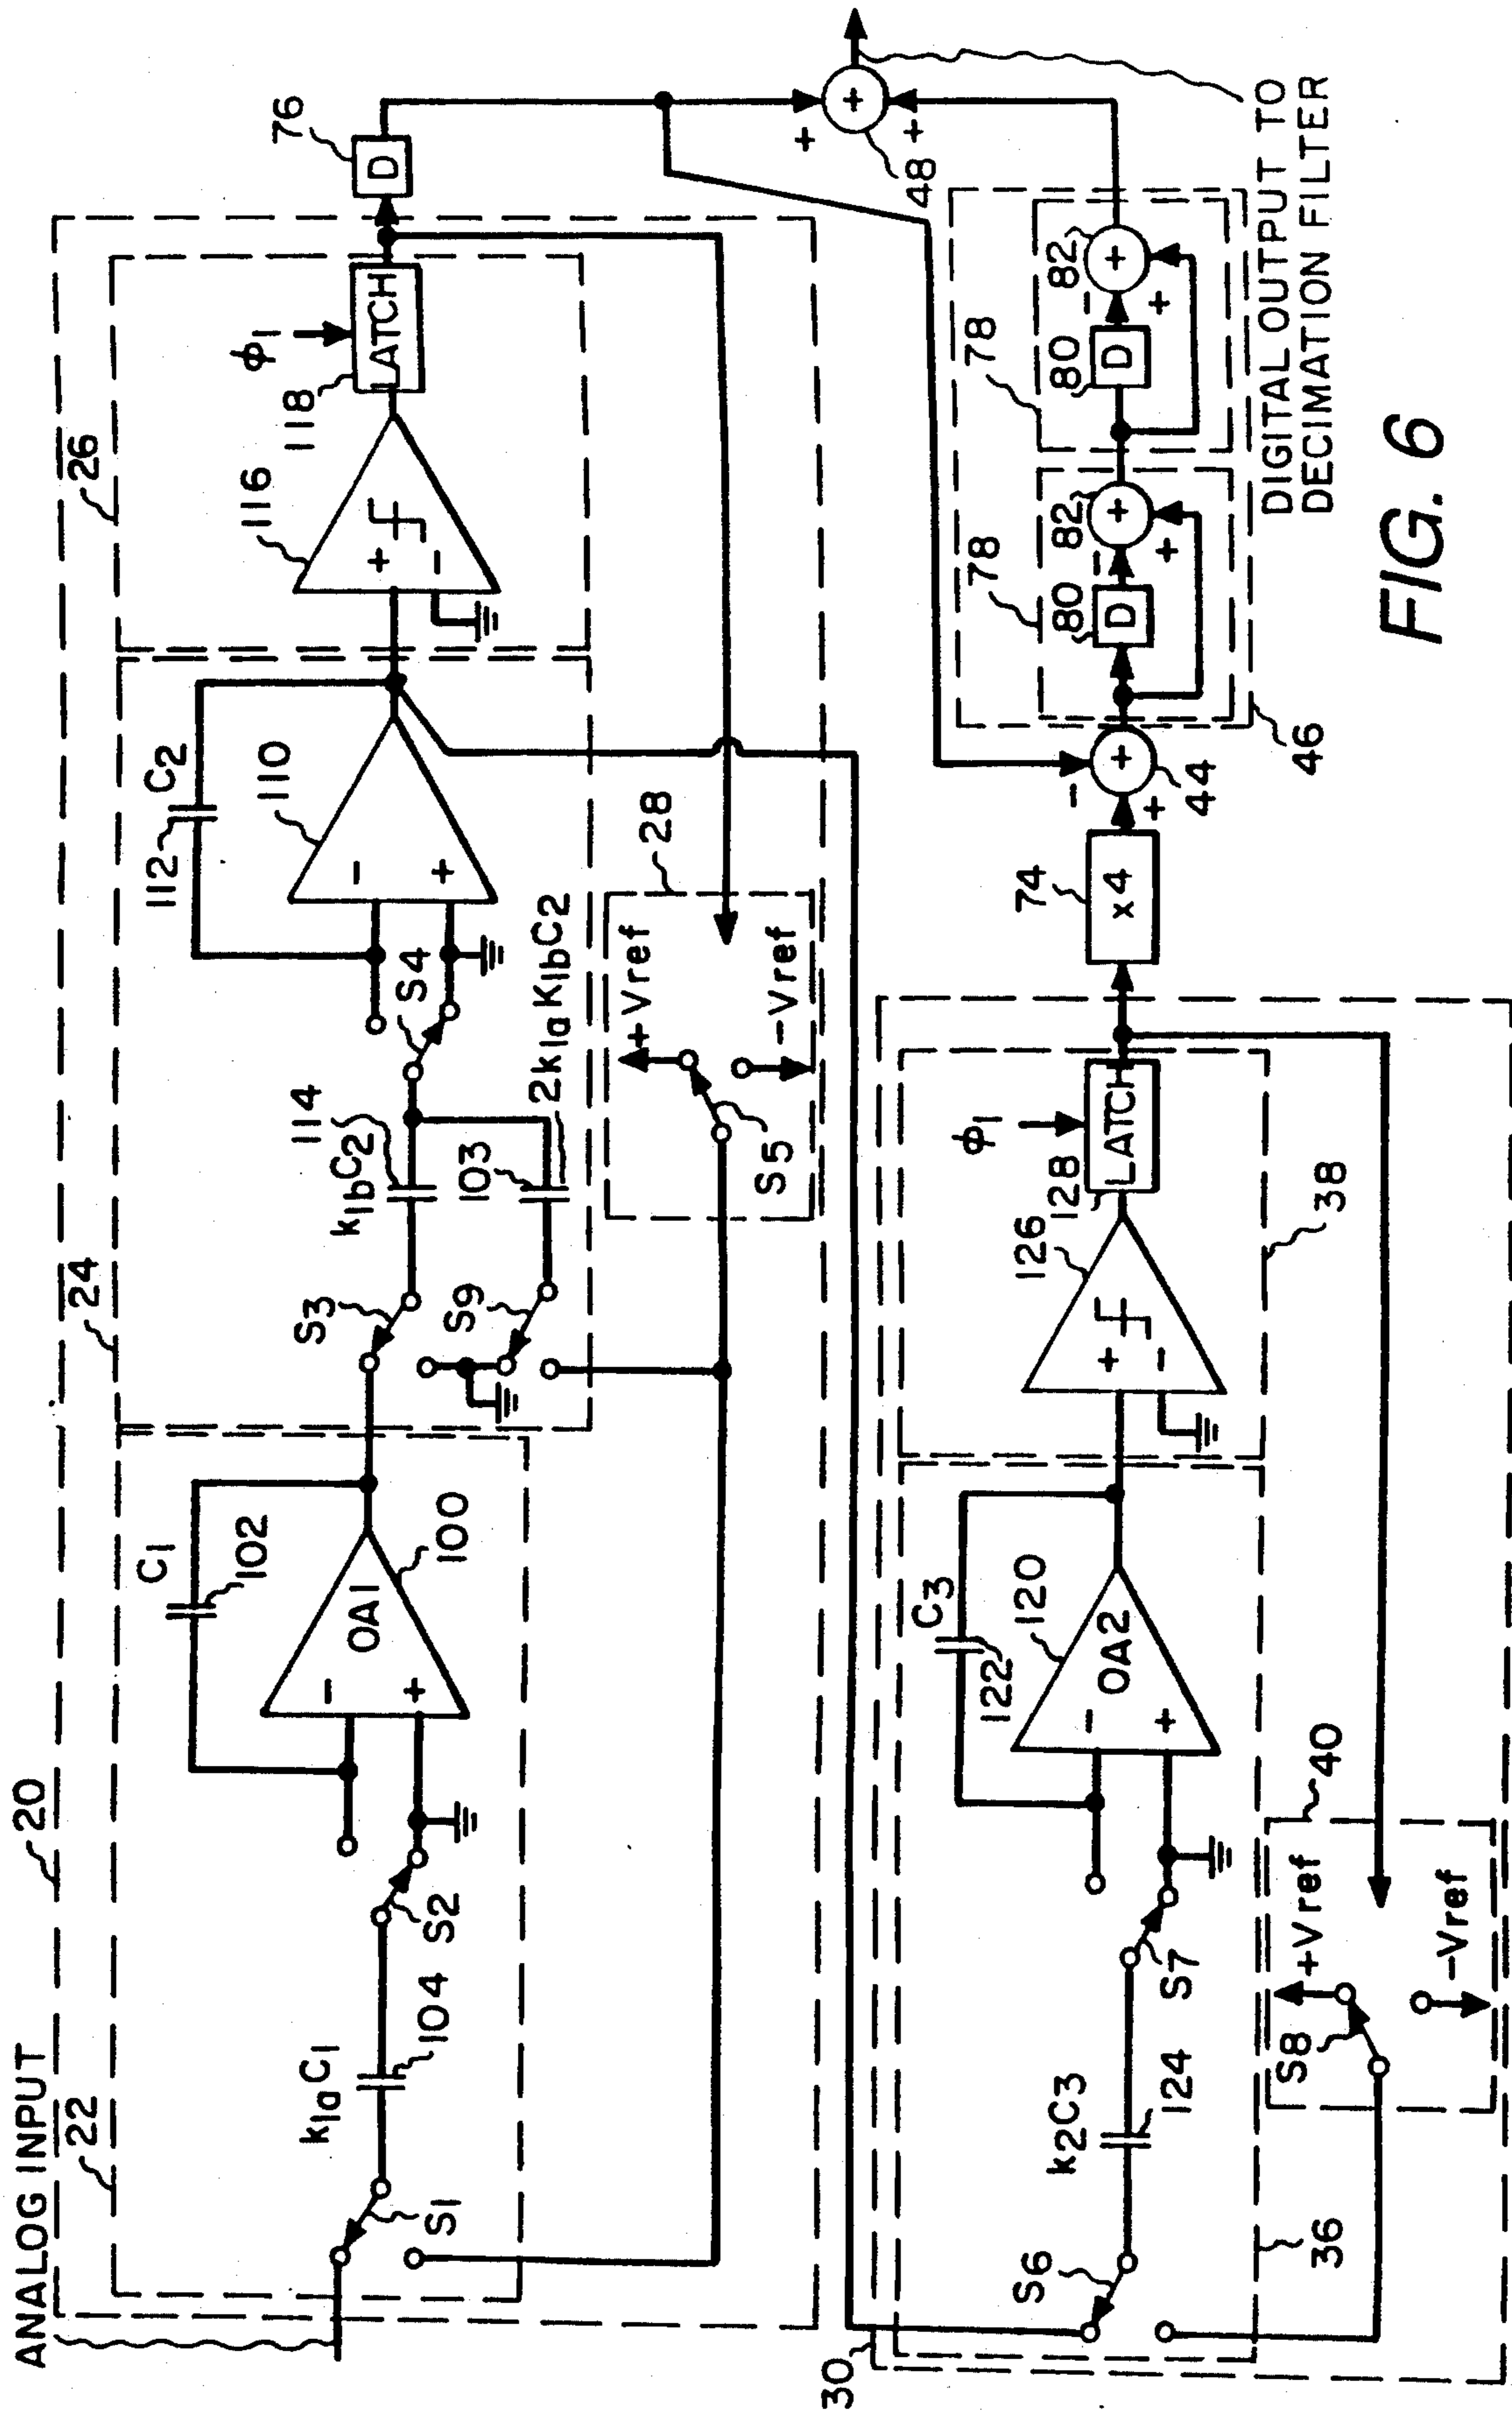 ANALOG INPUT
20
22
k1aC1
104
S1
S2
C1
102
OA1
-
+
100
24
S3
S9
k1bC2
114
103
2k1aK1bC2
S4
112
C2
110
-
+
26
116
+
-
118
ϕ1
LATCH
76
D
28
+Vref
-Vref
S5
30
S6
36
k2C3
124
S7
C3
122
OA2
120
-
+
40
+Vref
-Vref
S8
38
126
+
-
128
ϕ1
LATCH
74
x4
44
+
-
+
46
78
80
D
82
+
-
+
78
80
D
82
+
-
+
48
+
+
+
DIGITAL OUTPUT TO
DECIMATION FILTER
FIG. 6